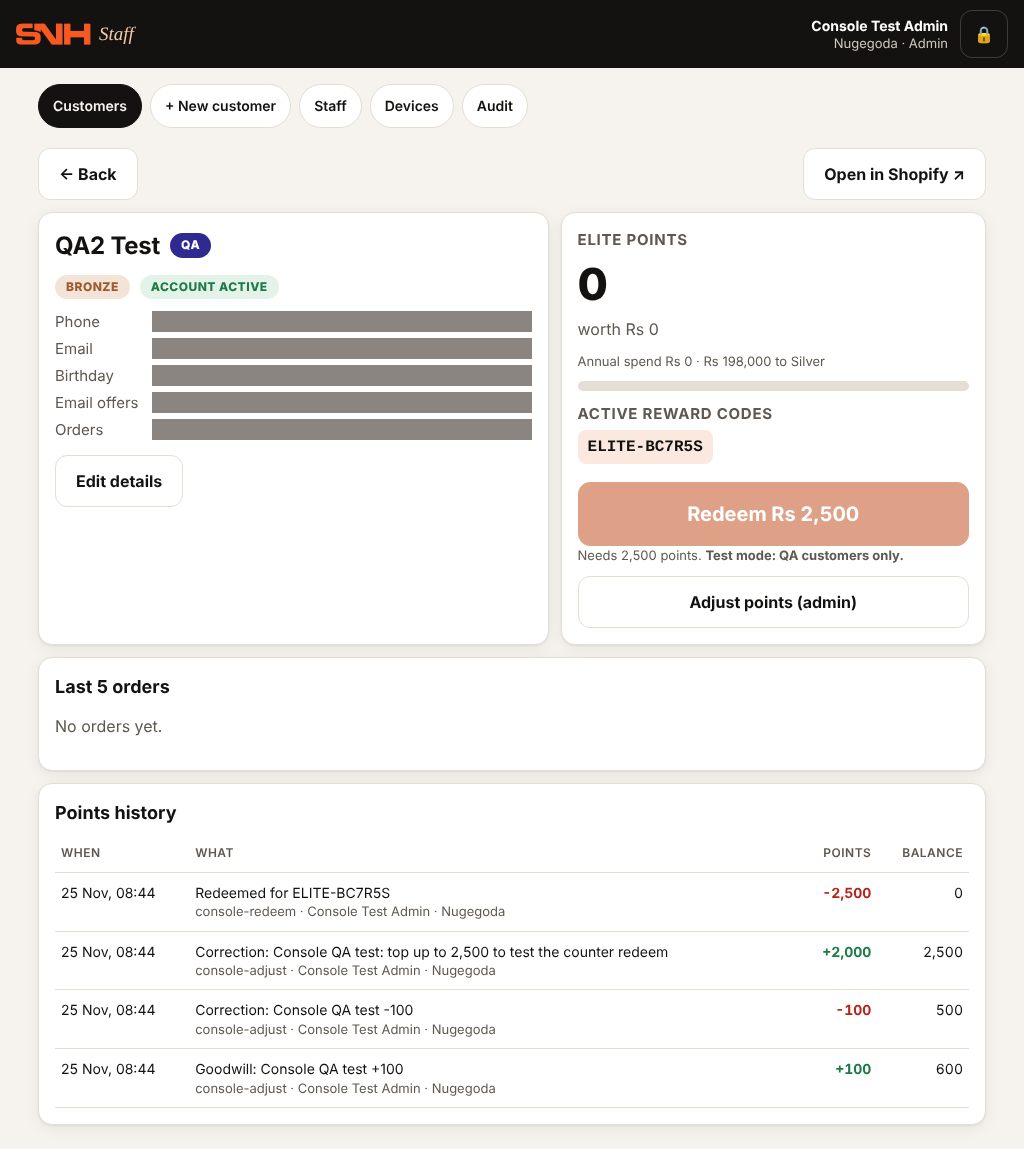 SNH Staff
Console Test Admin
Nugegoda · Admin
Customers
+ New customer
Staff
Devices
Audit
← Back
Open in Shopify ↗
QA2 Test QA
BRONZE ACCOUNT ACTIVE
Phone
Email
Birthday
Email offers
Orders
Edit details
ELITE POINTS
0
worth Rs 0
Annual spend Rs 0 · Rs 198,000 to Silver
ACTIVE REWARD CODES
ELITE-BC7R5S
Redeem Rs 2,500
Needs 2,500 points. Test mode: QA customers only.
Adjust points (admin)
Last 5 orders
No orders yet.
Points history
WHEN WHAT POINTS BALANCE
25 Nov, 08:44 Redeemed for ELITE-BC7R5S -2,500 0
console-redeem · Console Test Admin · Nugegoda
25 Nov, 08:44 Correction: Console QA test: top up to 2,500 to test the counter redeem +2,000 2,500
console-adjust · Console Test Admin · Nugegoda
25 Nov, 08:44 Correction: Console QA test -100 -100 500
console-adjust · Console Test Admin · Nugegoda
25 Nov, 08:44 Goodwill: Console QA test +100 +100 600
console-adjust · Console Test Admin · Nugegoda